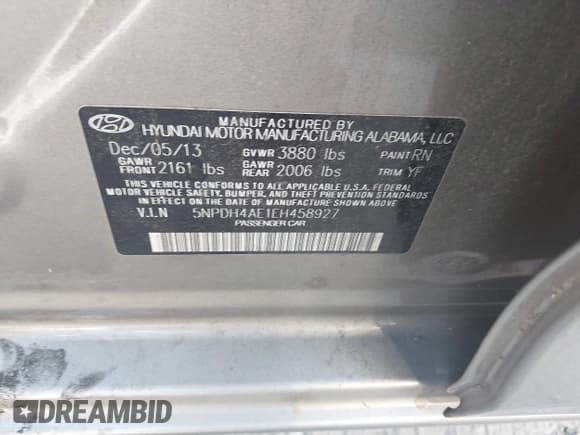 MANUFACTURED BY
HYUNDAI MOTOR MANUFACTURING ALABAMA, LLC
Dec/05/13 GVWR 3880 lbs PAINT RN
GAWR FRONT 2161 lbs GAWR REAR 2006 lbs TRIM YF
THIS VEHICLE CONFORMS TO ALL APPLICABLE U.S.A. FEDERAL
MOTOR VEHICLE SAFETY, BUMPER, AND THEFT PREVENTION
STANDARDS IN EFFECT ON THE DATE OF MANUFACTURE SHOWN ABOVE.
V.I.N 5NPDH4AE1EH458927
PASSENGER CAR
DREAMBID